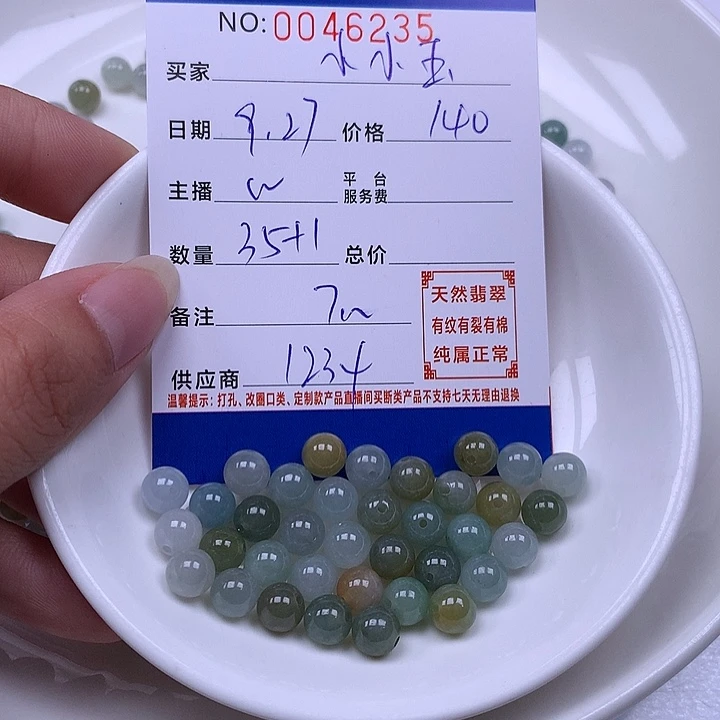 NO:0046235
买家 水水玉
日期 9.27 价格 140
主播 w 平台服务费
数量 35+1 总价
备注 7m
供应商 1234
天然翡翠
有纹有裂有棉
纯属正常
温馨提示：打孔、改圈口类、定制款产品直播间买断类产品不支持七天无理由退换